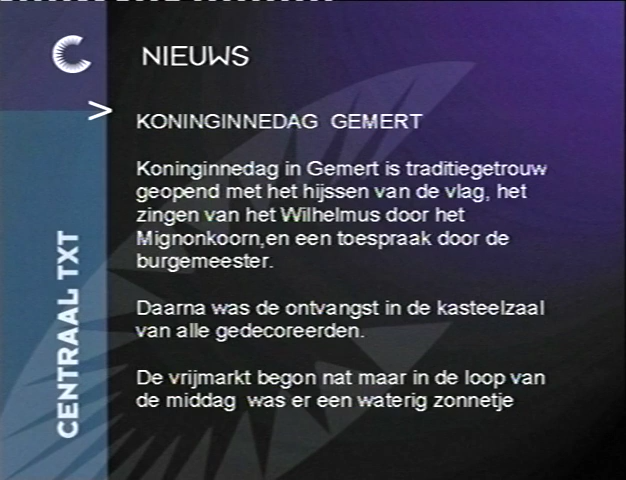 NIEUWS
>
KONINGINNEDAG GEMERT
Koninginnedag in Gemert is traditiegetrouw
geopend met het hijssen van de vlag, het
zingen van het Wilhelmus door het
Mignonkoorn,en een toespraak door de
burgemeester.
Daarna was de ontvangst in de kasteelzaal
van alle gedecoreerden.
De vrijmarkt begon nat maar in de loop van
de middag was er een waterig zonnetje
CENTRAAL TXT